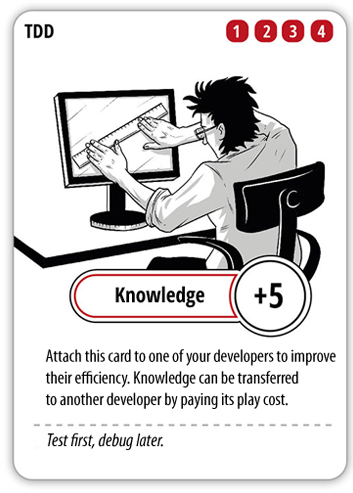 TDD
1 2 3 4
Knowledge +5
Attach this card to one of your developers to improve
their efficiency. Knowledge can be transferred
to another developer by paying its play cost.
Test first, debug later.